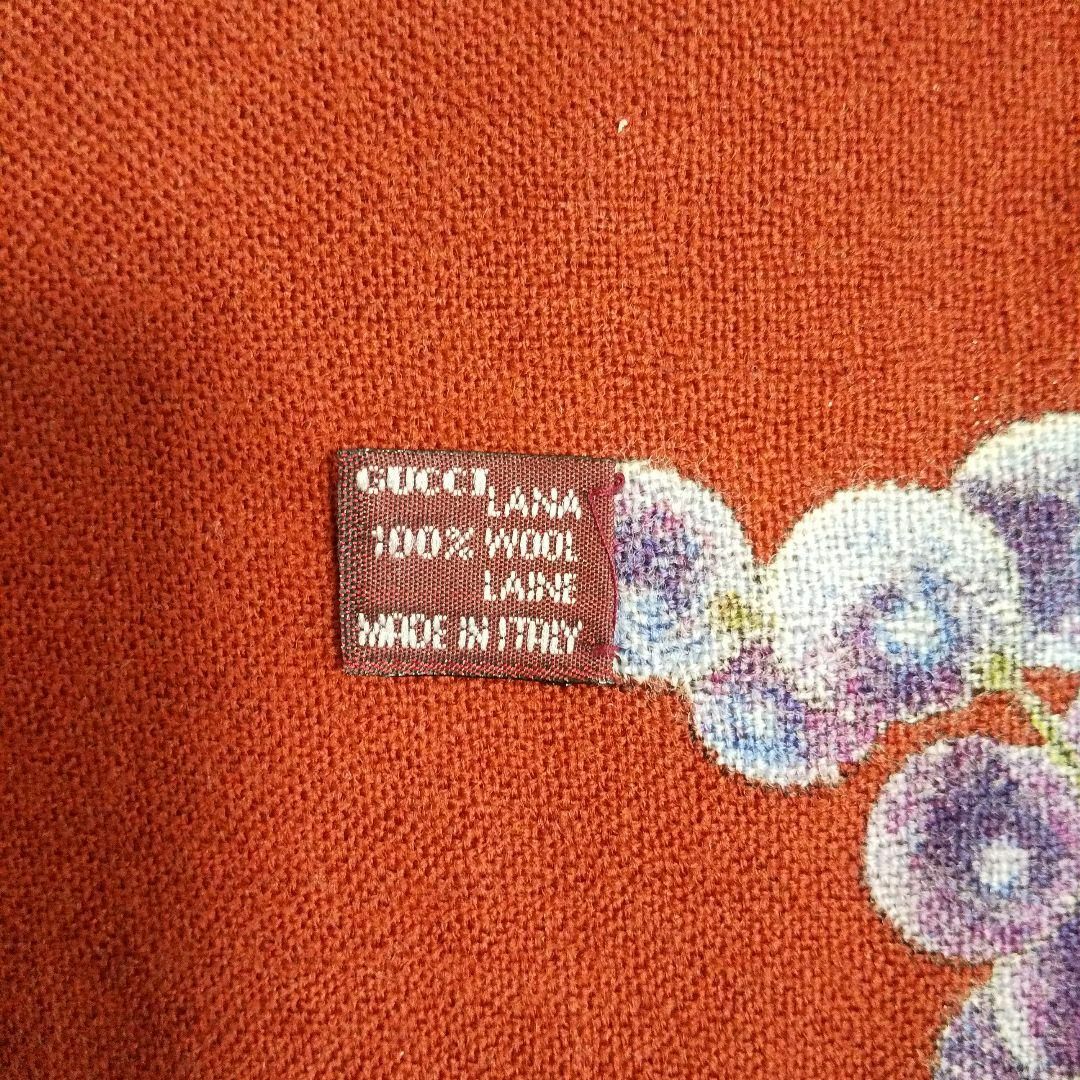 GUCCI LANA
100% WOOL
LAINE
MADE IN ITALY